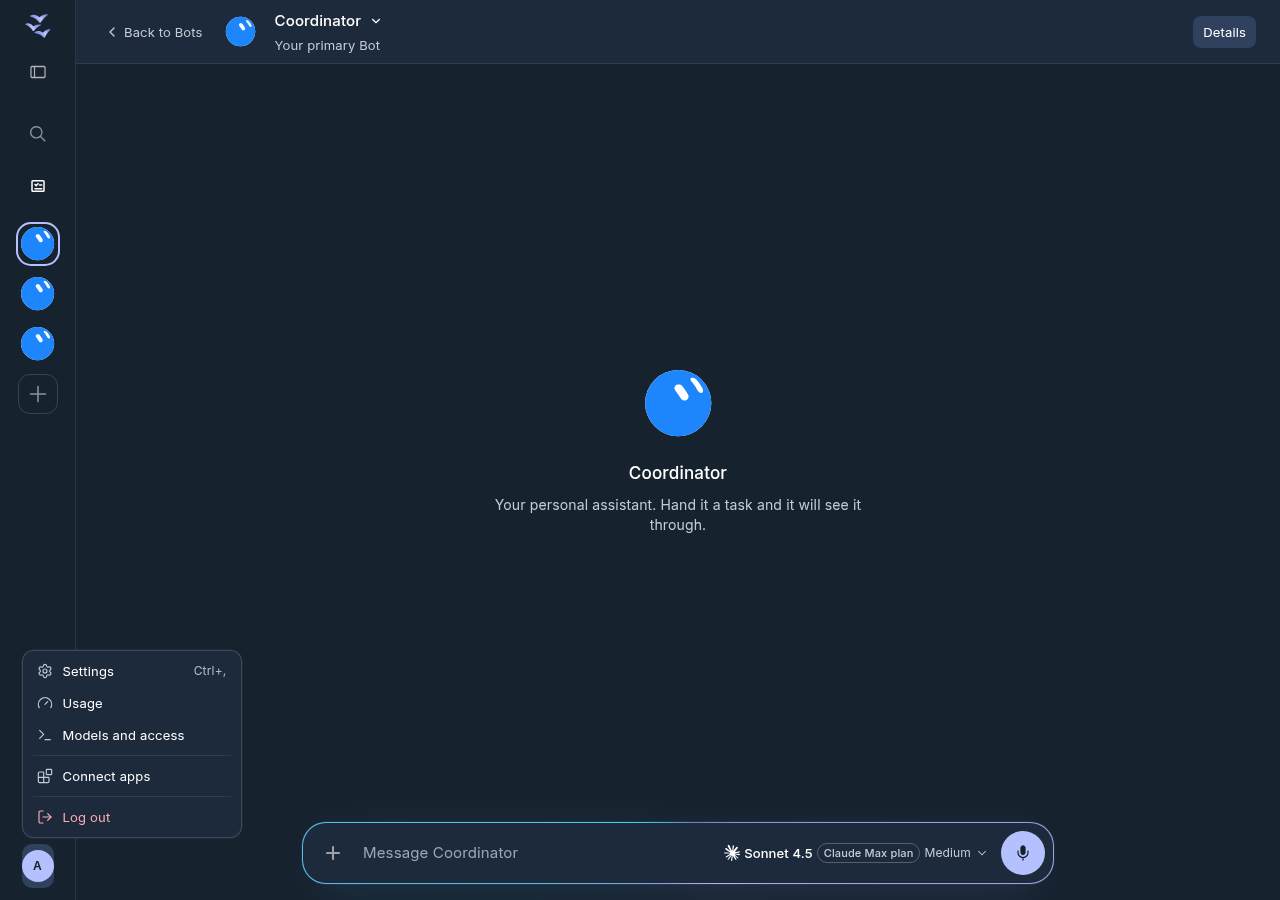 Back to Bots
Coordinator
Your primary Bot
Details
Coordinator
Your personal assistant. Hand it a task and it will see it
through.
Settings Ctrl+,
Usage
Models and access
Connect apps
Log out
A
Message Coordinator
Sonnet 4.5 Claude Max plan Medium